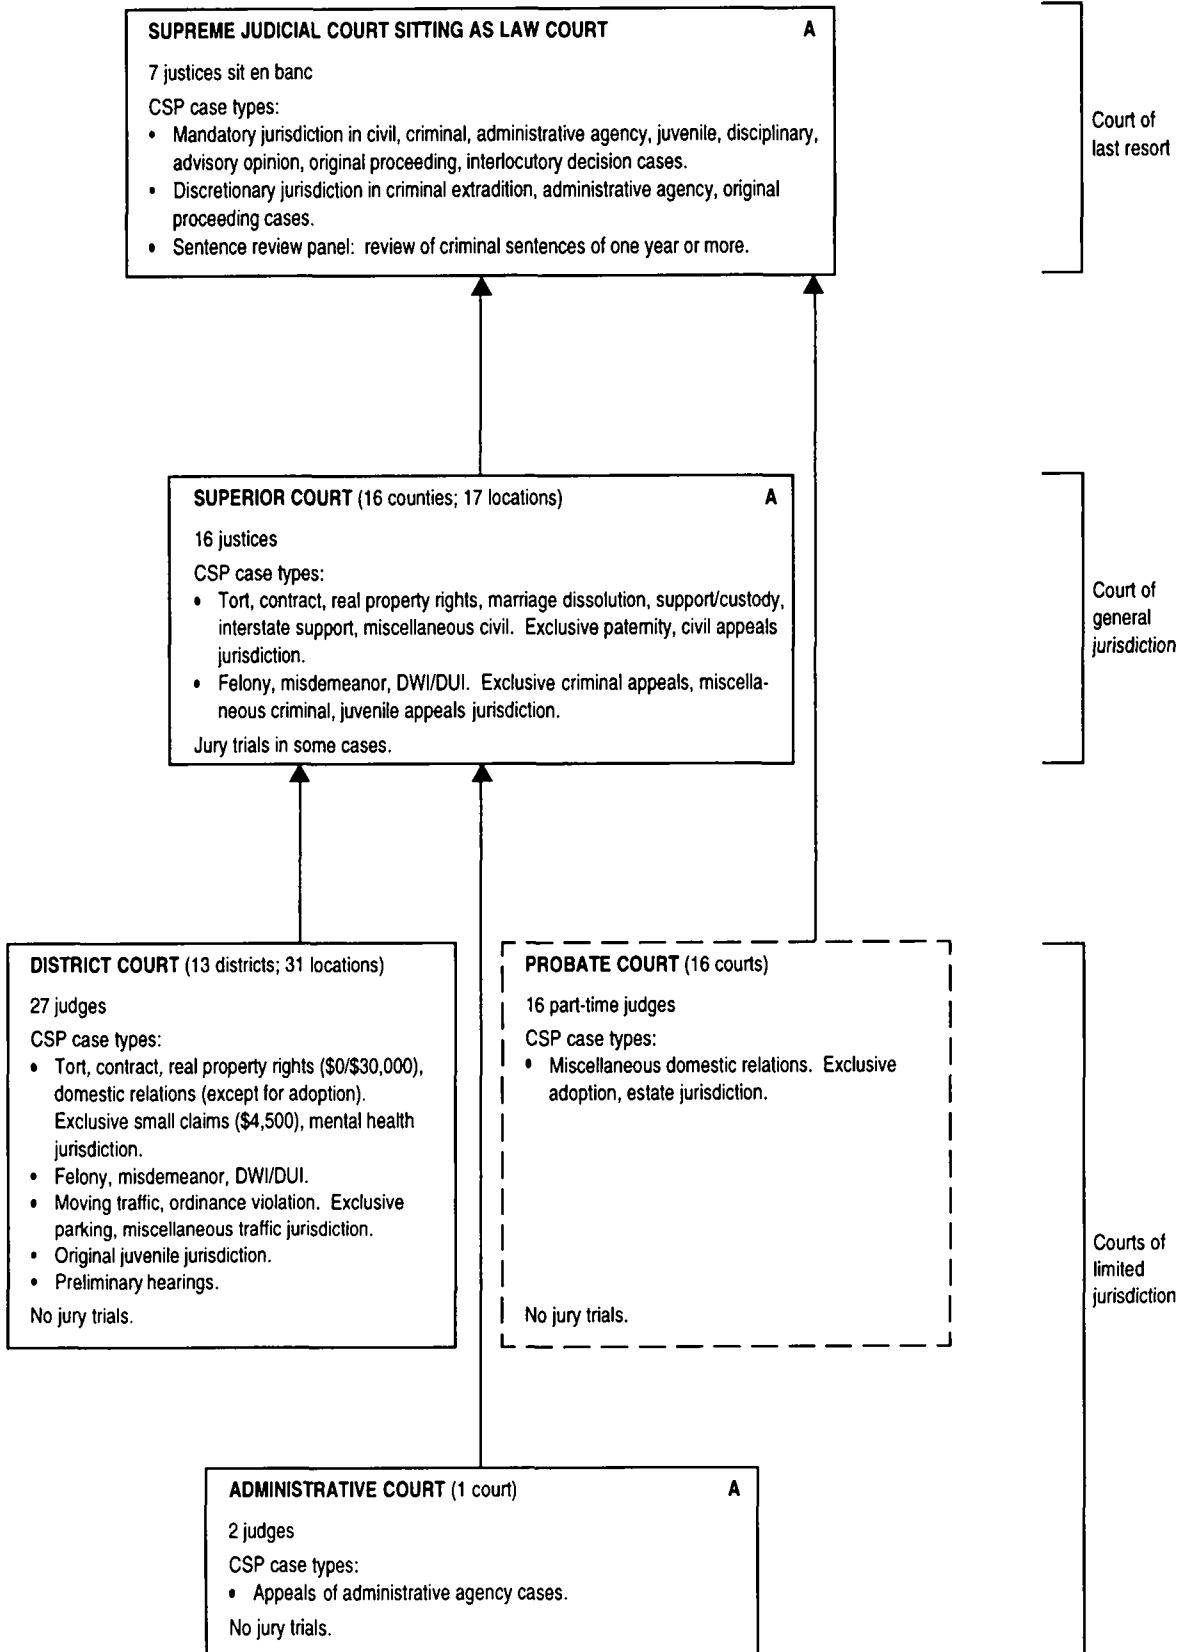 SUPREME JUDICIAL COURT SITTING AS LAW COURT A
7 justices sit en banc
CSP case types:
• Mandatory jurisdiction in civil, criminal, administrative agency, juvenile, disciplinary,
advisory opinion, original proceeding, interlocutory decision cases.
• Discretionary jurisdiction in criminal extradition, administrative agency, original
proceeding cases.
• Sentence review panel: review of criminal sentences of one year or more.
Court of
last resort
SUPERIOR COURT (16 counties; 17 locations) A
16 justices
CSP case types:
• Tort, contract, real property rights, marriage dissolution, support/custody,
interstate support, miscellaneous civil. Exclusive paternity, civil appeals
jurisdiction.
• Felony, misdemeanor, DWI/DUI. Exclusive criminal appeals, miscella-
neous criminal, juvenile appeals jurisdiction.
Jury trials in some cases.
Court of
general
jurisdiction
DISTRICT COURT (13 districts; 31 locations)
27 judges
CSP case types:
• Tort, contract, real property rights ($0/$30,000),
domestic relations (except for adoption).
Exclusive small claims ($4,500), mental health
jurisdiction.
• Felony, misdemeanor, DWI/DUI.
• Moving traffic, ordinance violation. Exclusive
parking, miscellaneous traffic jurisdiction.
• Original juvenile jurisdiction.
• Preliminary hearings.
No jury trials.
PROBATE COURT (16 courts)
16 part-time judges
CSP case types:
• Miscellaneous domestic relations. Exclusive
adoption, estate jurisdiction.
No jury trials.
Courts of
limited
jurisdiction
ADMINISTRATIVE COURT (1 court) A
2 judges
CSP case types:
• Appeals of administrative agency cases.
No jury trials.